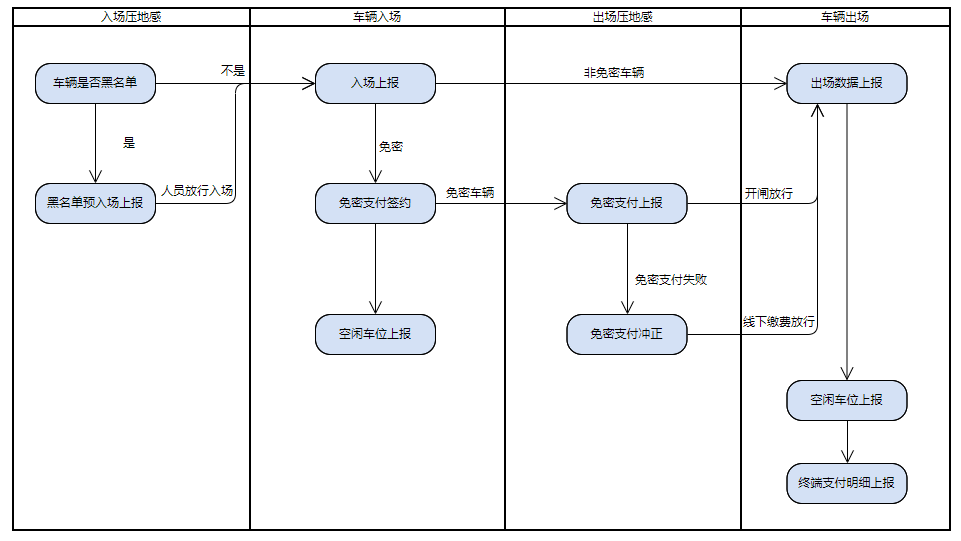 入场压地感
车辆入场
出场压地感
车辆出场
车辆是否黑名单
不是
入场上报
非免密车辆
出场数据上报
是
免密
黑名单预入场上报
人员放行入场
免密支付签约
免密车辆
免密支付上报
开闸放行
免密支付失败
空闲车位上报
免密支付冲正
线下缴费放行
空闲车位上报
终端支付明细上报